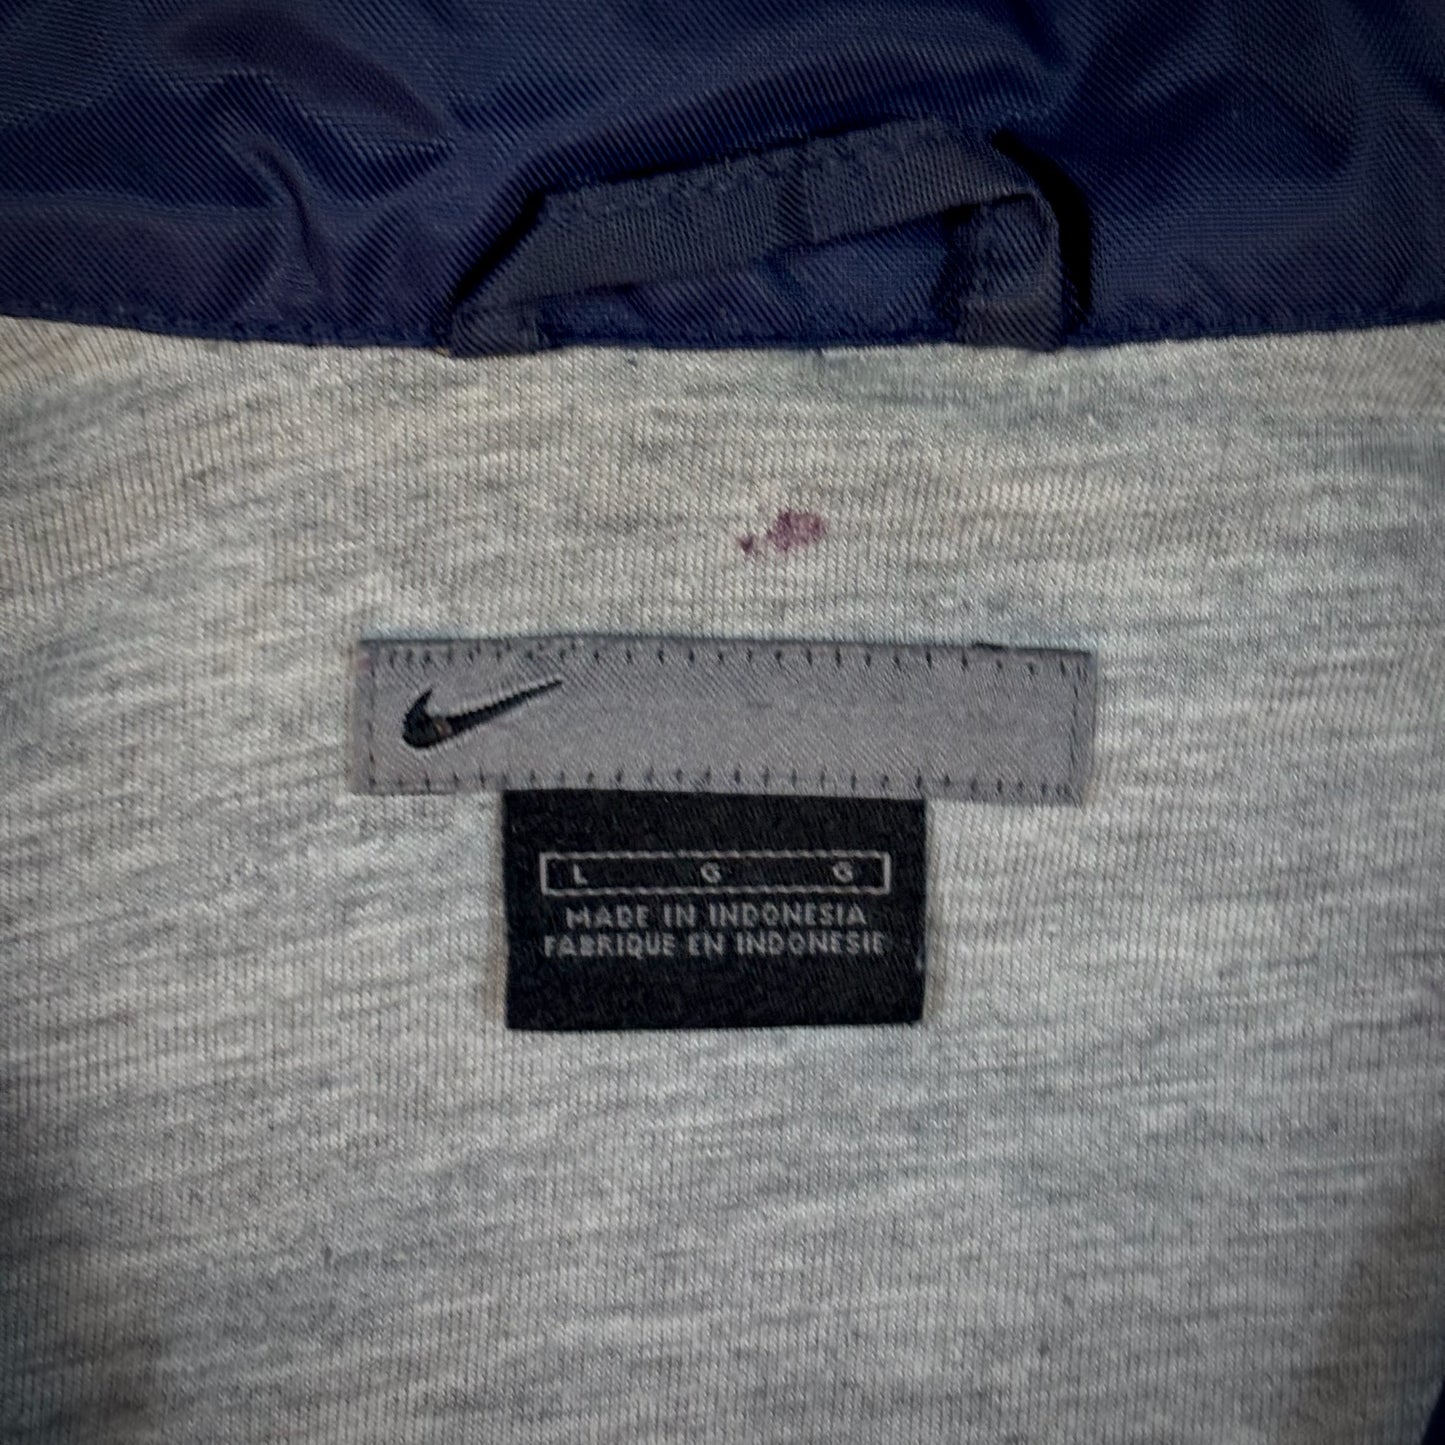 L G G
MADE IN INDONESIA
FABRIQUE EN INDONESIE